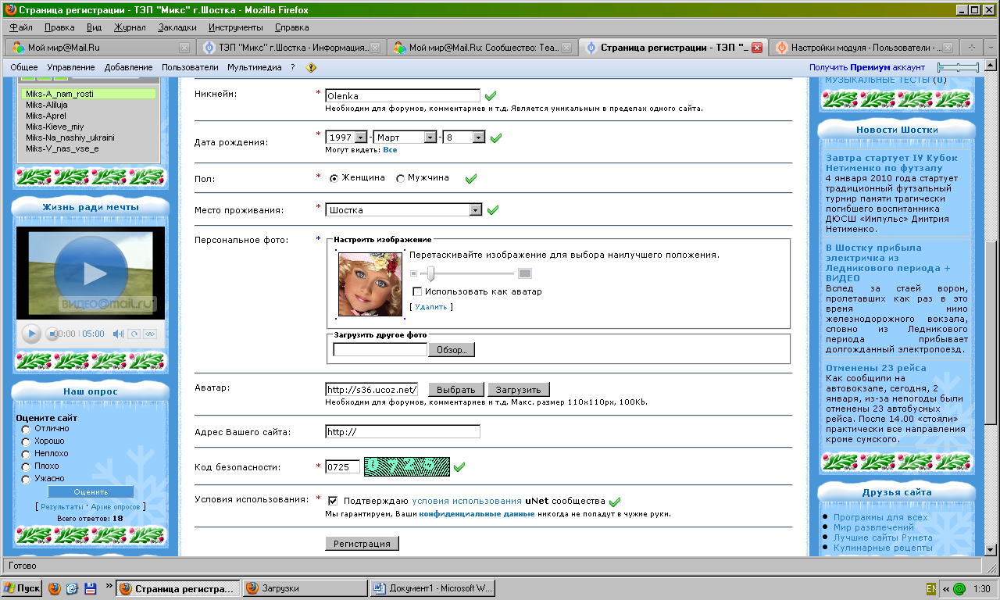 Страница регистрации - ТЭП "Микс" г.Шостка - Mozilla Firefox
Файл Правка Вид Журнал Закладки Инструменты Справка
Мой мир@Mail.Ru
ТЭП "Микс" г.Шостка - Информация...
Мой мир@Mail.Ru: Сообщество: Теа...
Страница регистрации - ТЭП "_
Настройки модуля - Пользователи - ...
Общее Управление Добавление Пользователи Мультимедиа ?
Получить Премиум аккаунт
Miks-A_nam_rosti
Miks-Aliluja
Miks-Aprel
Miks-Kieve_miy
Miks-Na_nashiy_ukraini
Miks-V_nas_vse_e
Жизнь ради мечты
ВИДЕО@mail.ru
00:00 | 05:00
Наш опрос
Оцените сайт
Отлично
Хорошо
Неплохо
Плохо
Ужасно
Оценить
[ Результаты · Архив опросов ]
Всего ответов: 18
Никнейм: * Olenka
Необходим для форумов, комментариев и т.д. Является уникальным в пределах одного сайта.
Дата рождения: * 1997 - Март - 8
Могут видеть: Все
Пол: * Женщина Мужчина
Место проживания: * Шостка
Персональное фото: *
Настроить изображение
Перетаскивайте изображение для выбора наилучшего положения.
Использовать как аватар
[ Удалить ]
Загрузить другое фото
Обзор...
Аватар: http://s36.ucoz.net/ Выбрать Загрузить
Необходим для форумов, комментариев и т.д. Макс. размер 110x110px, 100Kb.
Адрес Вашего сайта: http://
Код безопасности: * 0725 0725
Условия использования: * Подтверждаю условия использования uNet сообщества
Мы гарантируем, Ваши конфиденциальные данные никогда не попадут в чужие руки.
Регистрация
МУЗЫКАЛЬНЫЕ ТЕСТЫ (0)
Новости Шостки
Завтра стартует IV Кубок
Нетименко по футзалу
4 января 2010 года стартует
традиционный футзальный
турнир памяти трагически
погибшего воспитанника
ДЮСШ «Импульс» Дмитрия
Нетименко.
В Шостку прибыла
электричка из
Ледникового периода +
ВИДЕО
Вслед за стаей ворон,
пролетавших как раз в это
время мимо
железнодорожного вокзала,
словно из Ледникового
периода прибывает
долгожданный электропоезд.
Отменены 23 рейса
Как сообщили на
автовокзале, сегодня, 2
января, из-за непогоды были
отменены 23 автобусных
рейса. После 14.00 «стояли»
практически все направления
кроме сумского.
Друзья сайта
Программы для всех
Мир развлечений
Лучшие сайты Рунета
Кулинарные рецепты
Готово
Пуск
»
Страница регистра...
Загрузки
Документ1 - Microsoft W...
EN
«
1:30